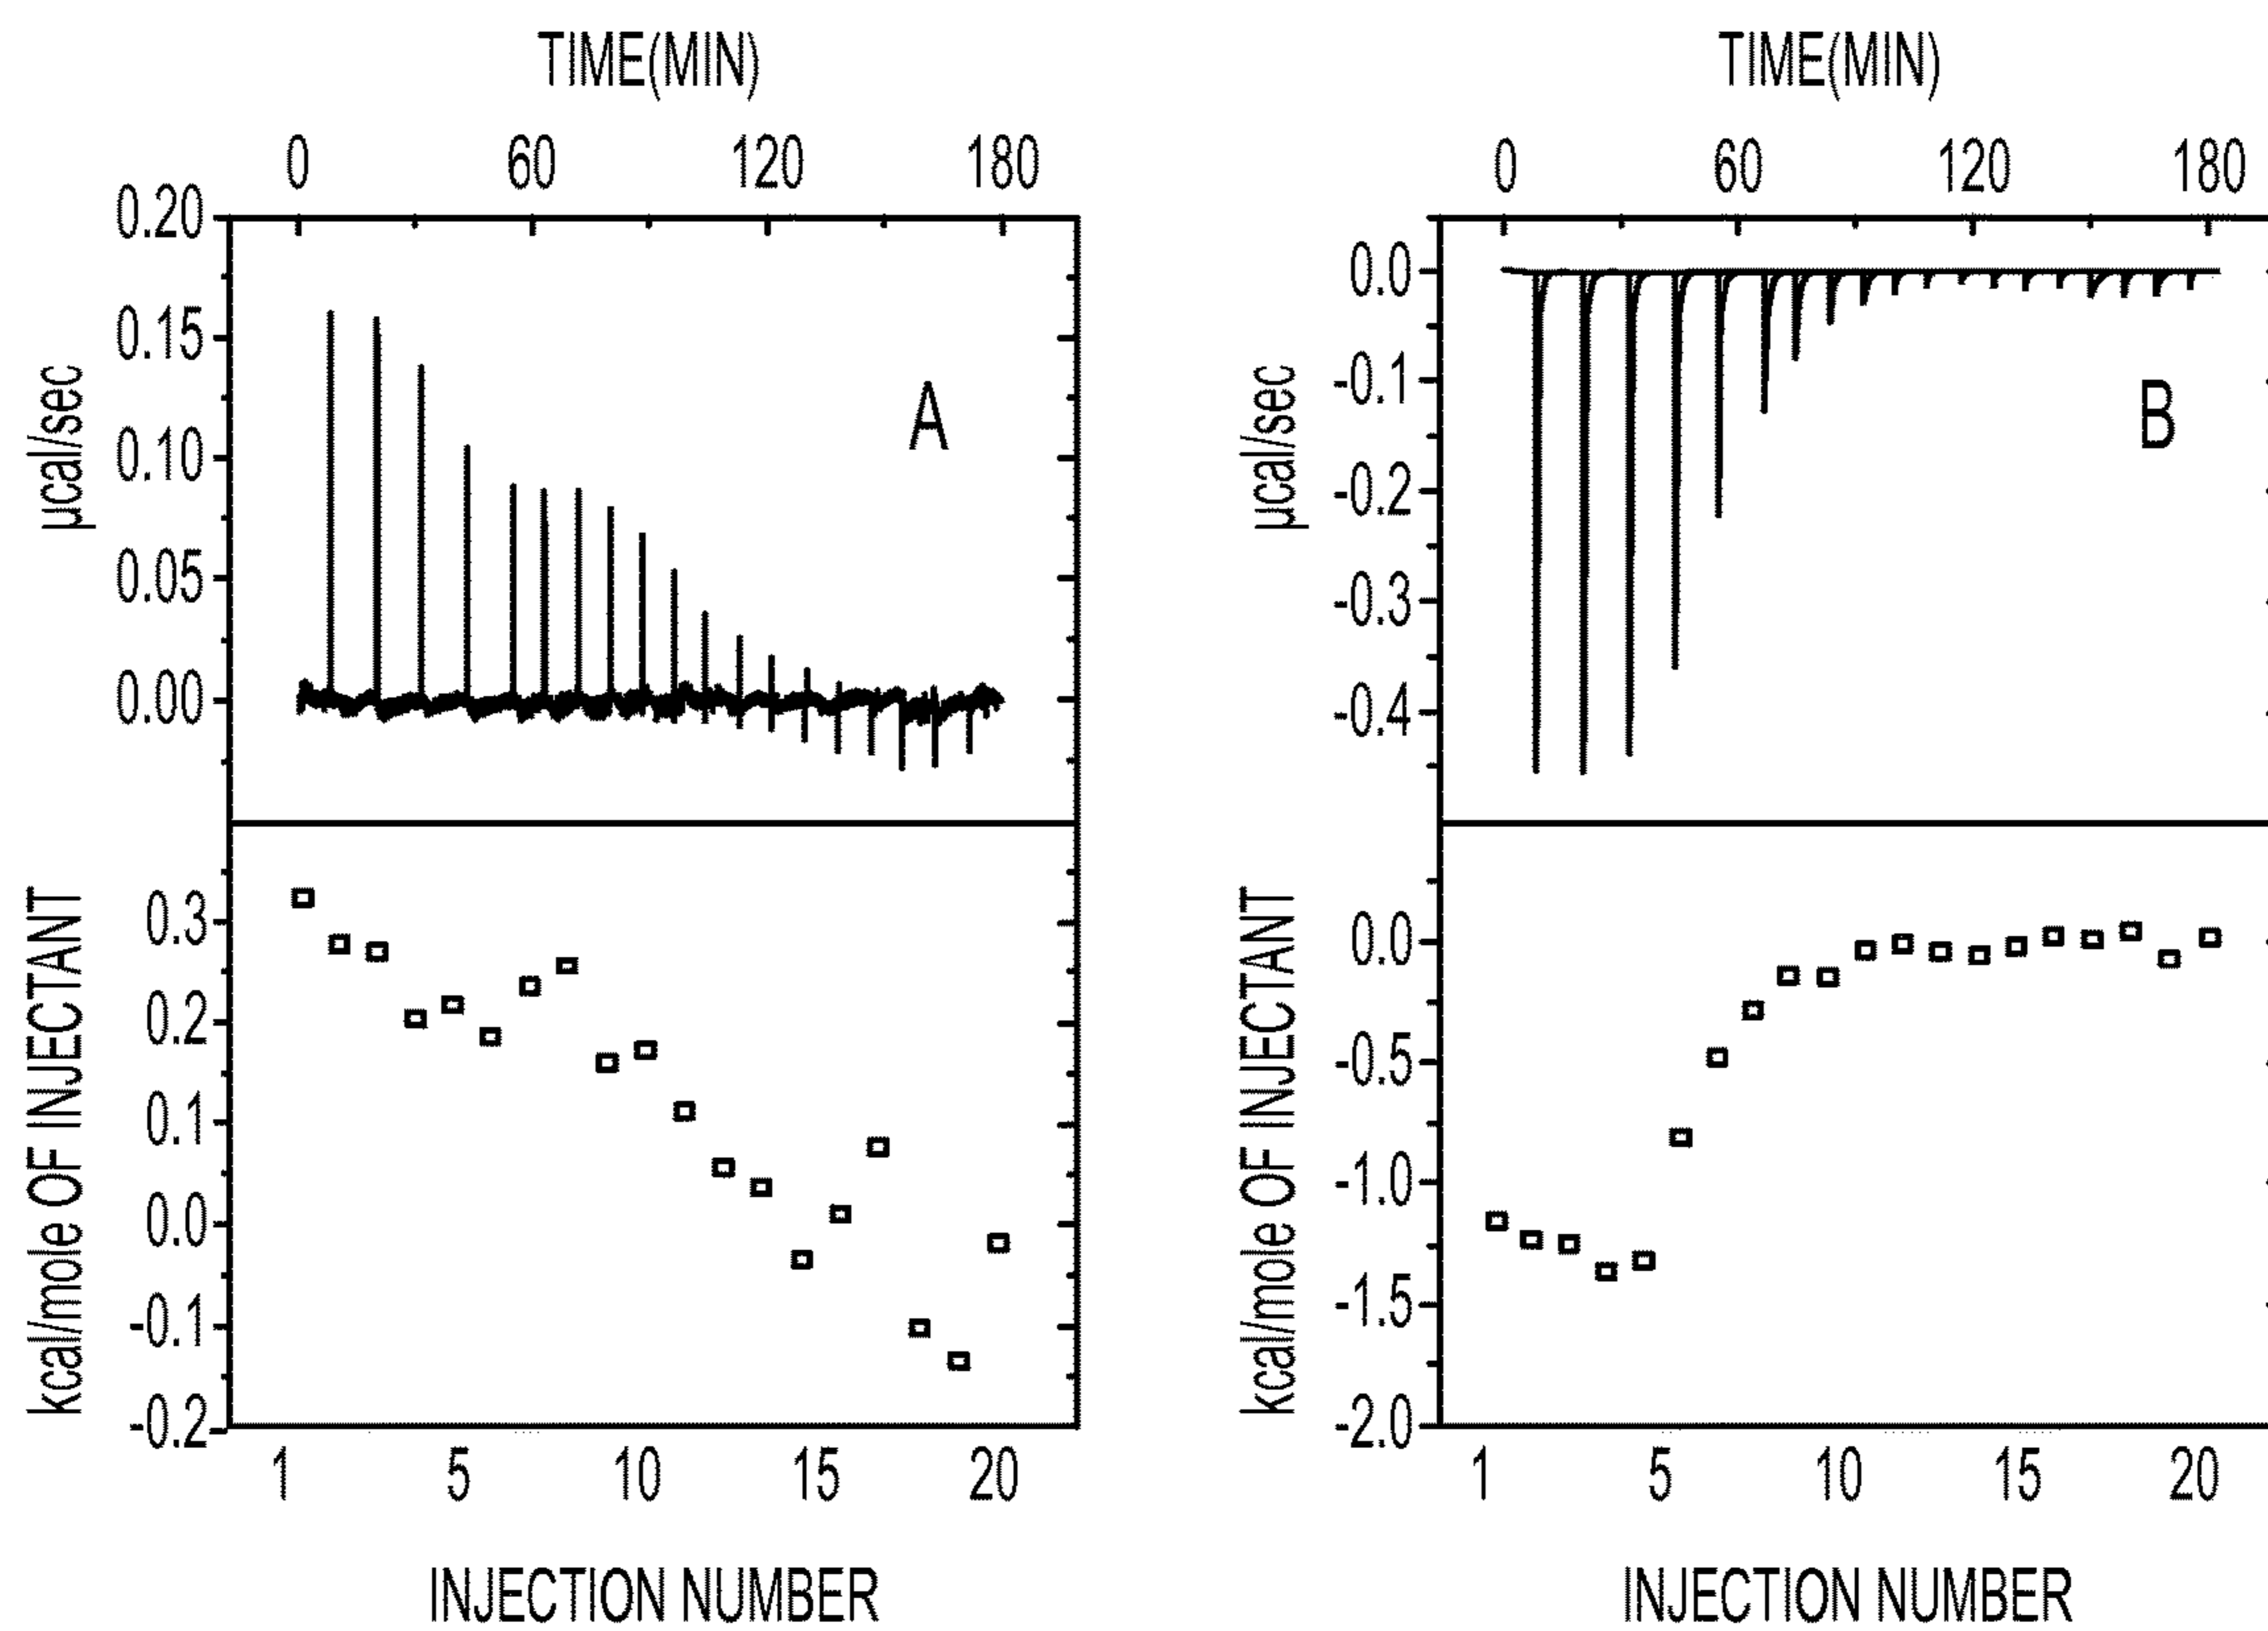 TIME(MIN)
0 60 120 180
0.20
0.15
0.10
0.05
0.00
µcal/sec
A
0.3
0.2
0.1
0.0
-0.1
-0.2
kcal/mole OF INJECTANT
1 5 10 15 20
INJECTION NUMBER
TIME(MIN)
0 60 120 180
0.0
-0.1
-0.2
-0.3
-0.4
µcal/sec
B
0.0
-0.5
-1.0
-1.5
-2.0
kcal/mole OF INJECTANT
1 5 10 15 20
INJECTION NUMBER